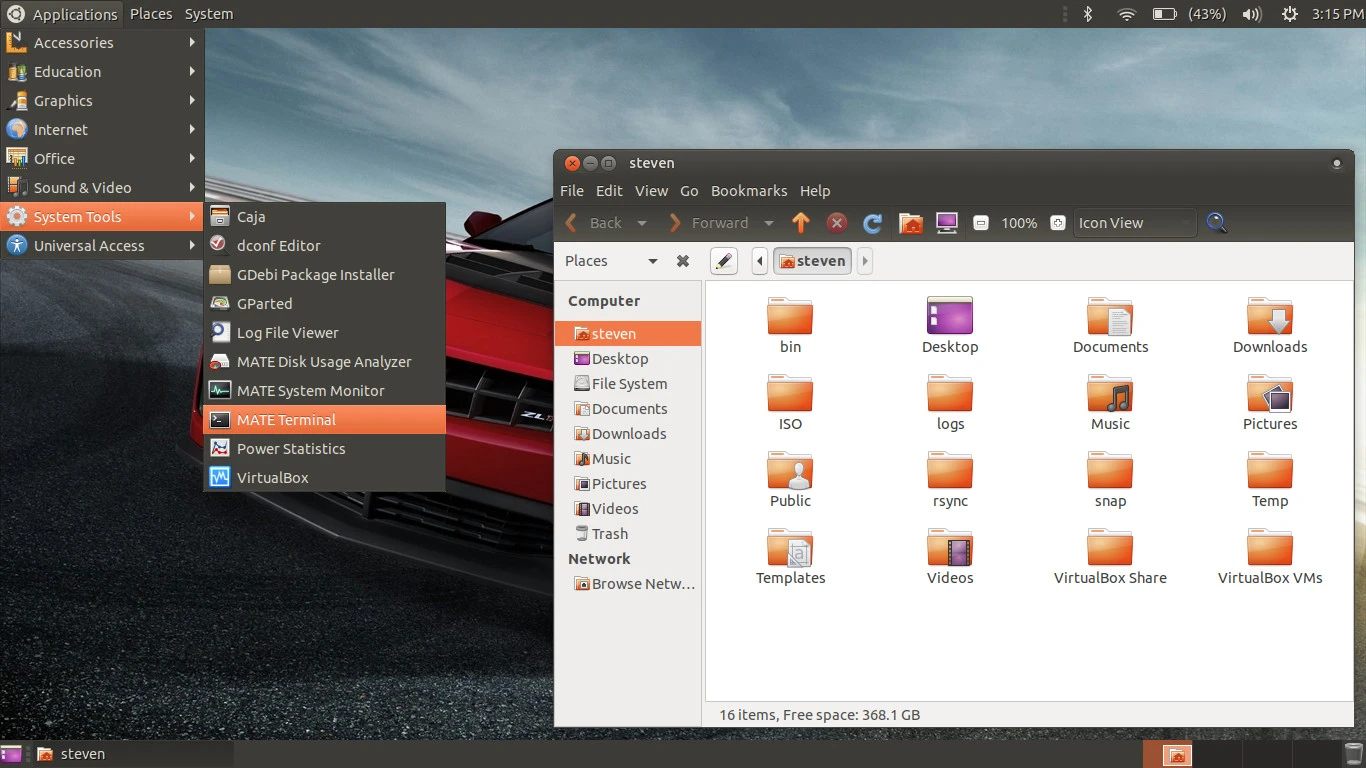 Applications Places System (43%) 3:15 PM
Accessories
Education
Graphics
Internet
Office
Sound & Video
System Tools
Universal Access
Caja
dconf Editor
GDebi Package Installer
GParted
Log File Viewer
MATE Disk Usage Analyzer
MATE System Monitor
MATE Terminal
Power Statistics
VirtualBox
ZL1
steven
File Edit View Go Bookmarks Help
Back Forward 100% Icon View
Places steven
Computer
steven
Desktop
File System
Documents
Downloads
Music
Pictures
Videos
Trash
Network
Browse Netw...
bin Desktop Documents Downloads
ISO logs Music Pictures
Public rsync snap Temp
Templates Videos VirtualBox Share VirtualBox VMs
16 items, Free space: 368.1 GB
steven